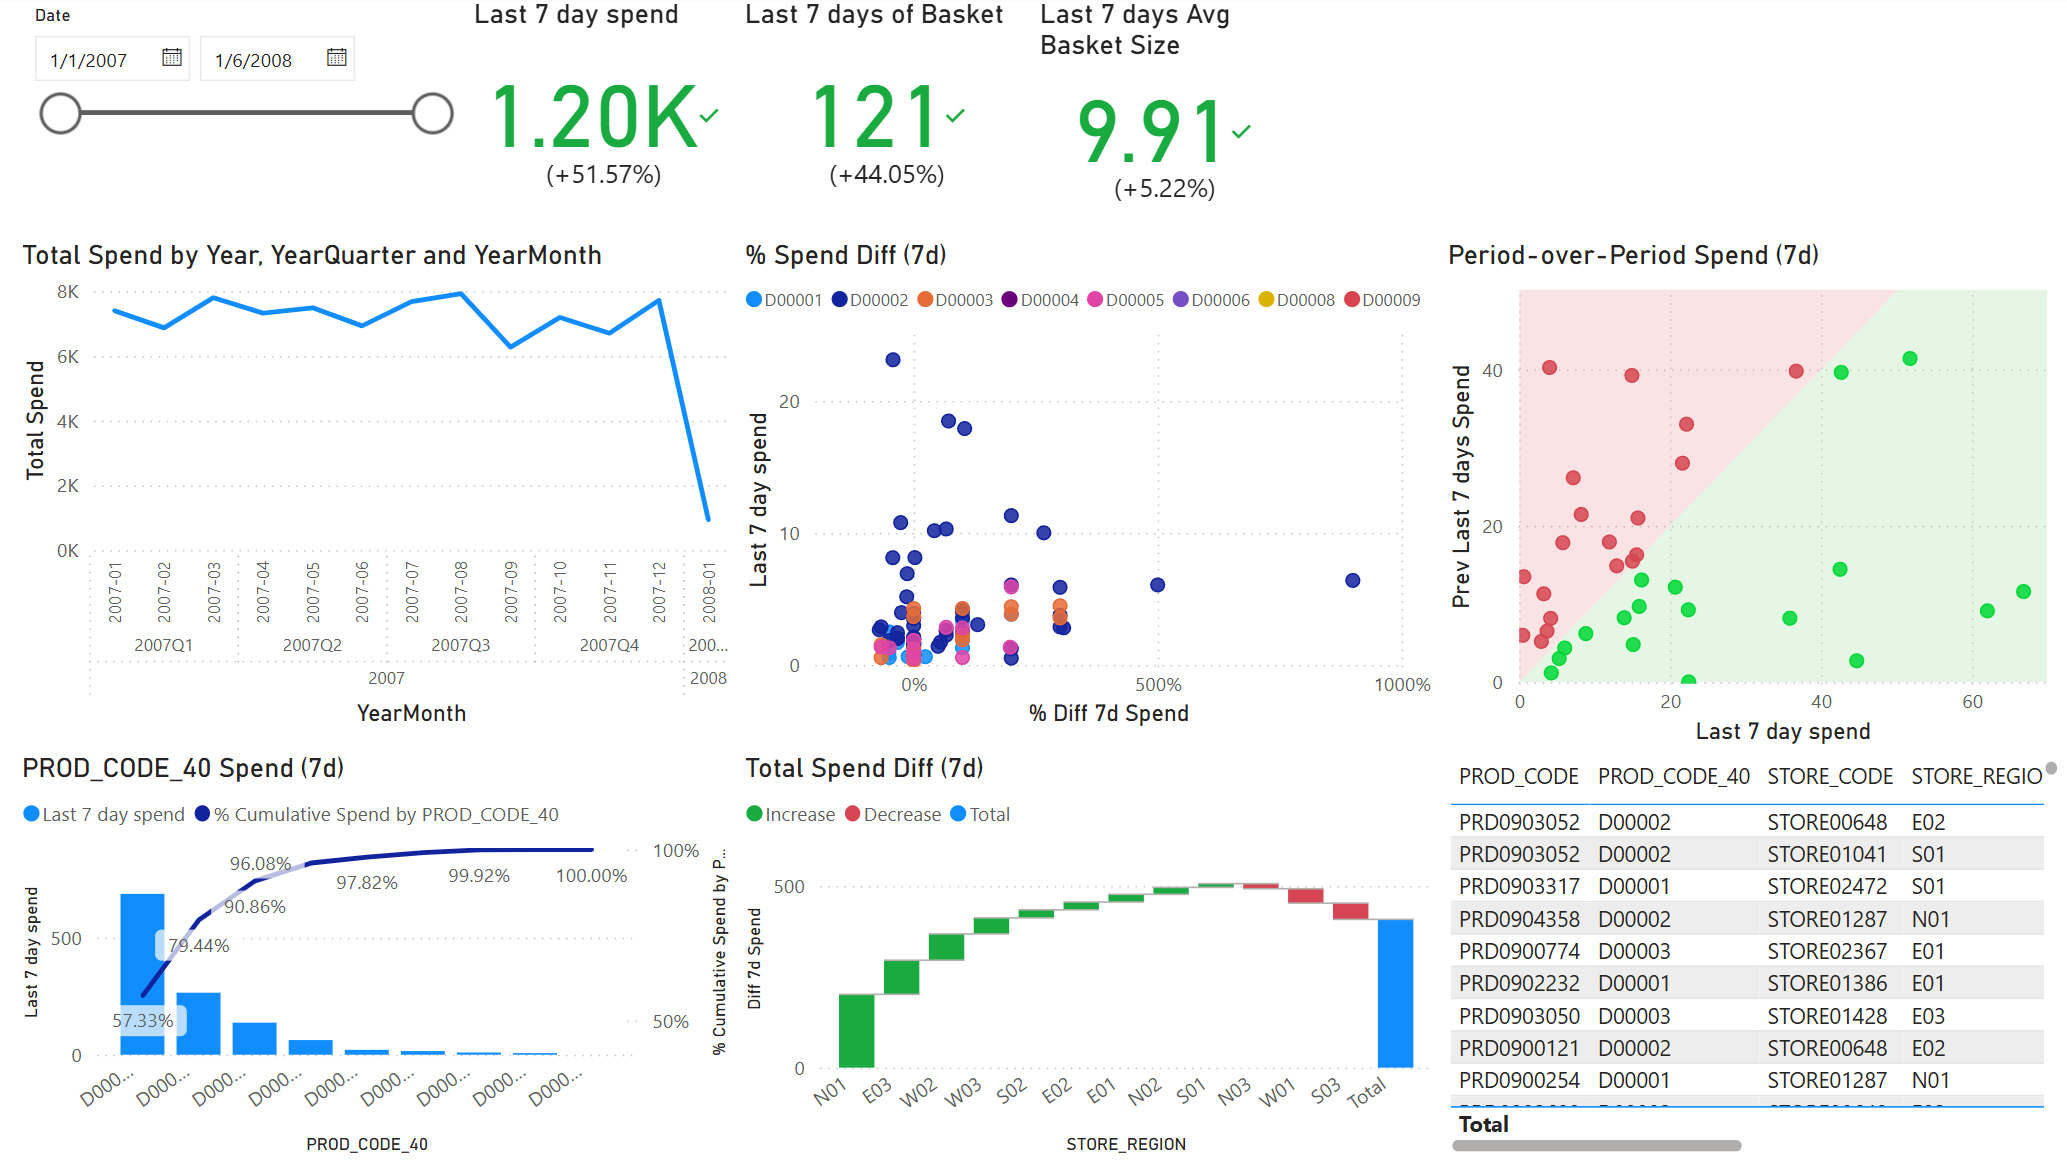 Date
1/1/2007
1/6/2008
Last 7 day spend
1.20K
(+51.57%)
Last 7 days of Basket
121
(+44.05%)
Last 7 days Avg
Basket Size
9.91
(+5.22%)
Total Spend by Year, YearQuarter and YearMonth
Total Spend
8K
6K
4K
2K
0K
2007-01 2007-02 2007-03 2007-04 2007-05 2007-06 2007-07 2007-08 2007-09 2007-10 2007-11 2007-12 2008-01
2007Q1 2007Q2 2007Q3 2007Q4 200...
2007 2008
YearMonth
% Spend Diff (7d)
D00001 D00002 D00003 D00004 D00005 D00006 D00008 D00009
Last 7 day spend
20
10
0
0% 500% 1000%
% Diff 7d Spend
Period-over-Period Spend (7d)
Prev Last 7 days Spend
40
20
0
0 20 40 60
Last 7 day spend
PROD_CODE_40 Spend (7d)
Last 7 day spend % Cumulative Spend by PROD_CODE_40
Last 7 day spend
500
0
57.33%
79.44%
90.86%
96.08%
97.82%
99.92%
100.00%
100%
50%
% Cumulative Spend by P...
D000... D000... D000... D000... D000... D000... D000... D000... D000...
PROD_CODE_40
Total Spend Diff (7d)
Increase Decrease Total
Diff 7d Spend
500
0
N01 E03 W02 W03 S02 E02 E01 N02 S01 N03 W01 S03 Total
STORE_REGION
PROD_CODE PROD_CODE_40 STORE_CODE STORE_REGIO
PRD0903052 D00002 STORE00648 E02
PRD0903052 D00002 STORE01041 S01
PRD0903317 D00001 STORE02472 S01
PRD0904358 D00002 STORE01287 N01
PRD0900774 D00003 STORE02367 E01
PRD0902232 D00001 STORE01386 E01
PRD0903050 D00003 STORE01428 E03
PRD0900121 D00002 STORE00648 E02
PRD0900254 D00001 STORE01287 N01
Total